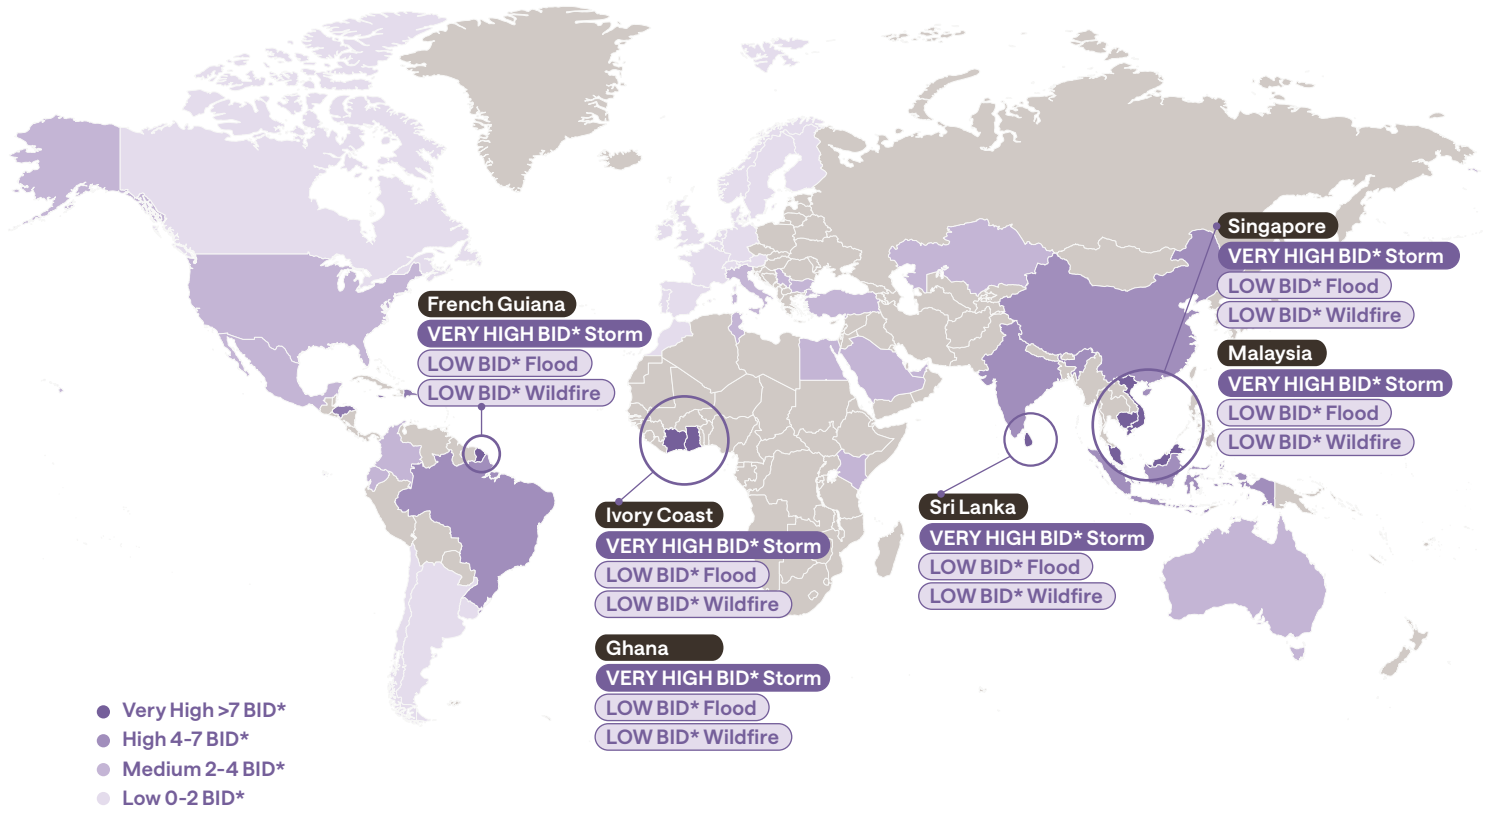 Singapore
VERY HIGH BID* Storm
LOW BID* Flood
LOW BID* Wildfire
French Guiana
VERY HIGH BID* Storm
LOW BID* Flood
LOW BID* Wildfire
Malaysia
VERY HIGH BID* Storm
LOW BID* Flood
LOW BID* Wildfire
Ivory Coast
VERY HIGH BID* Storm
LOW BID* Flood
LOW BID* Wildfire
Sri Lanka
VERY HIGH BID* Storm
LOW BID* Flood
LOW BID* Wildfire
Ghana
VERY HIGH BID* Storm
LOW BID* Flood
LOW BID* Wildfire
Very High >7 BID*
High 4-7 BID*
Medium 2-4 BID*
Low 0-2 BID*